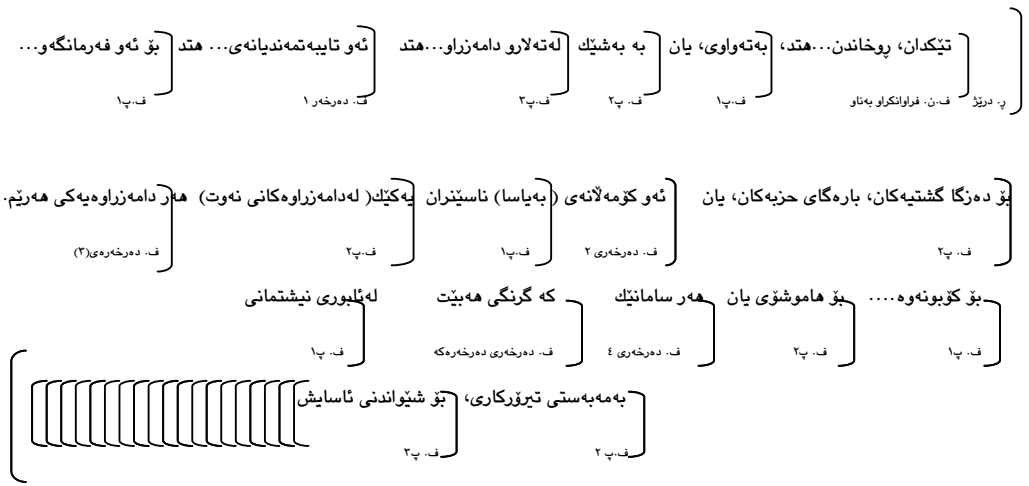 تێکدان، ڕوخاندن...هتد، بەتەواوی، یان بە بەشێك لەتەلارو دامەزراو...هتد ئەو تایبەتمەندیانەی... هتد بۆ ئەو فەرمانگەو...
ڕ. درێژ ف.ن. فراوانکراو بەناو ف.پ١ ف. پ٢ ف.پ٣ ف. دەرخەر ١ ف.پ١
بۆ دەزگا گشتیەکان، بارەگای حزبەکان، یان ئەو کۆمەڵانەی ( بەیاسا) ناسێنران یەکێك( لەدامەزراوەکانی نەوت) هەر دامەزراوەیەکی هەرێم.
ف. پ٢ ف. دەرخەری ٢ ف.پ١ ف.پ٢ ف. دەرخەرەی(٣)
بۆ کۆبونەوە.... بۆ هاموشۆی یان هەر سامانێك کە گرنگی هەبێت لەئابوری نیشتمانی
ف. پ١ ف. پ٢ ف. دەرخەری ٤ ف. دەرخەری دەرخەرەکە ف. پ١
بەمەبەستی تیرۆرکاری، بۆ شێواندنی ئاسایش
ف.پ ٢ ف. پ٣